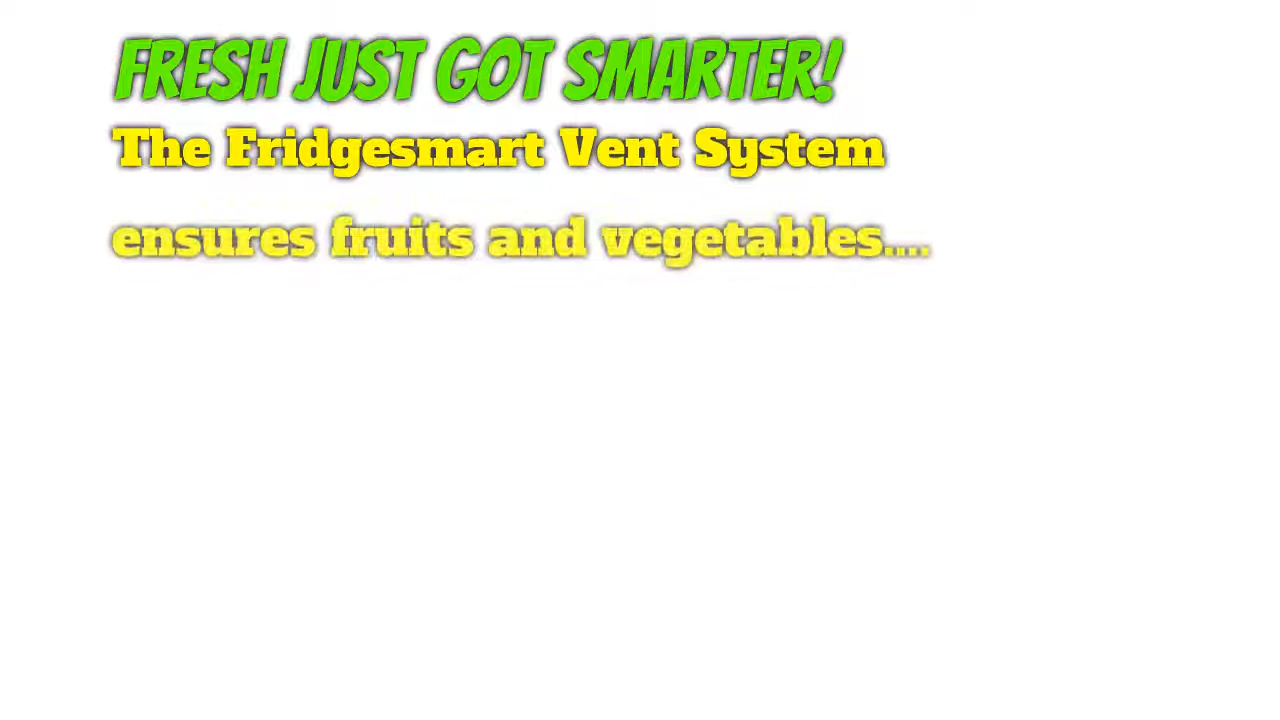 FRESH JUST GOT SMARTER!
The Fridgesmart Vent System
ensures fruits and vegetables....